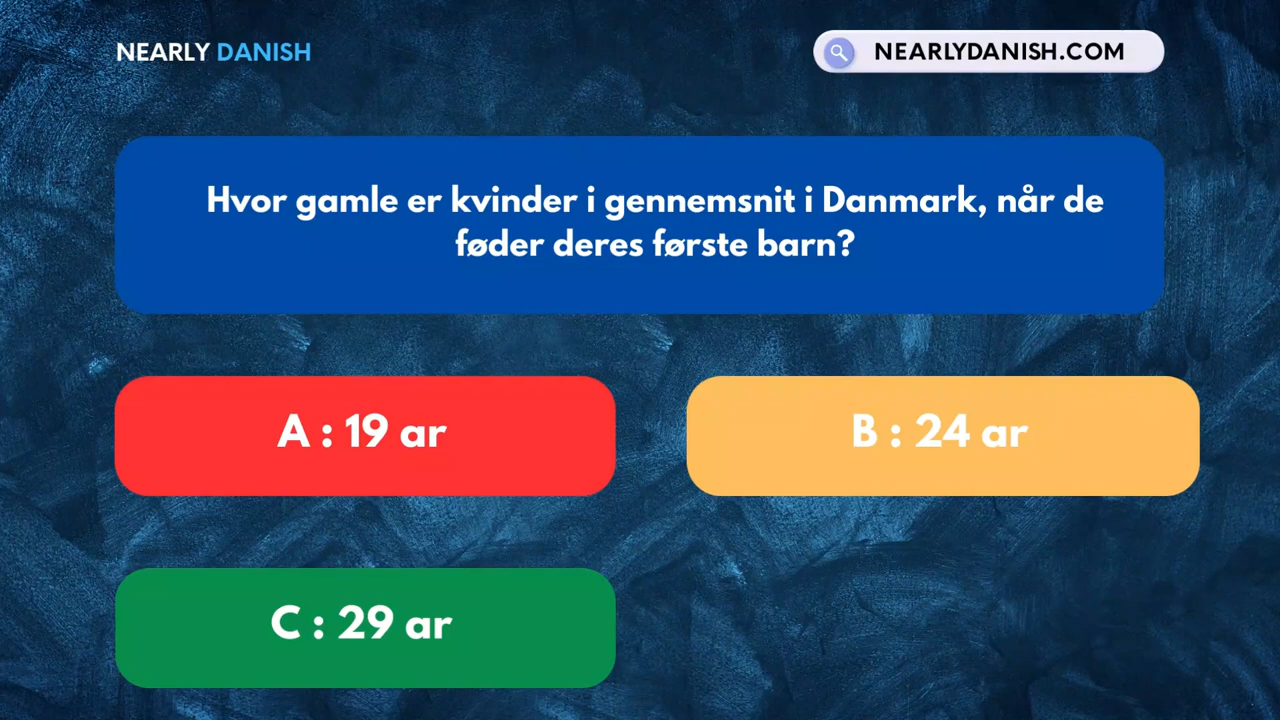 NEARLY DANISH
NEARLYDANISH.COM
Hvor gamle er kvinder i gennemsnit i Danmark, når de
føder deres første barn?
A : 19 ar
B : 24 ar
C : 29 ar